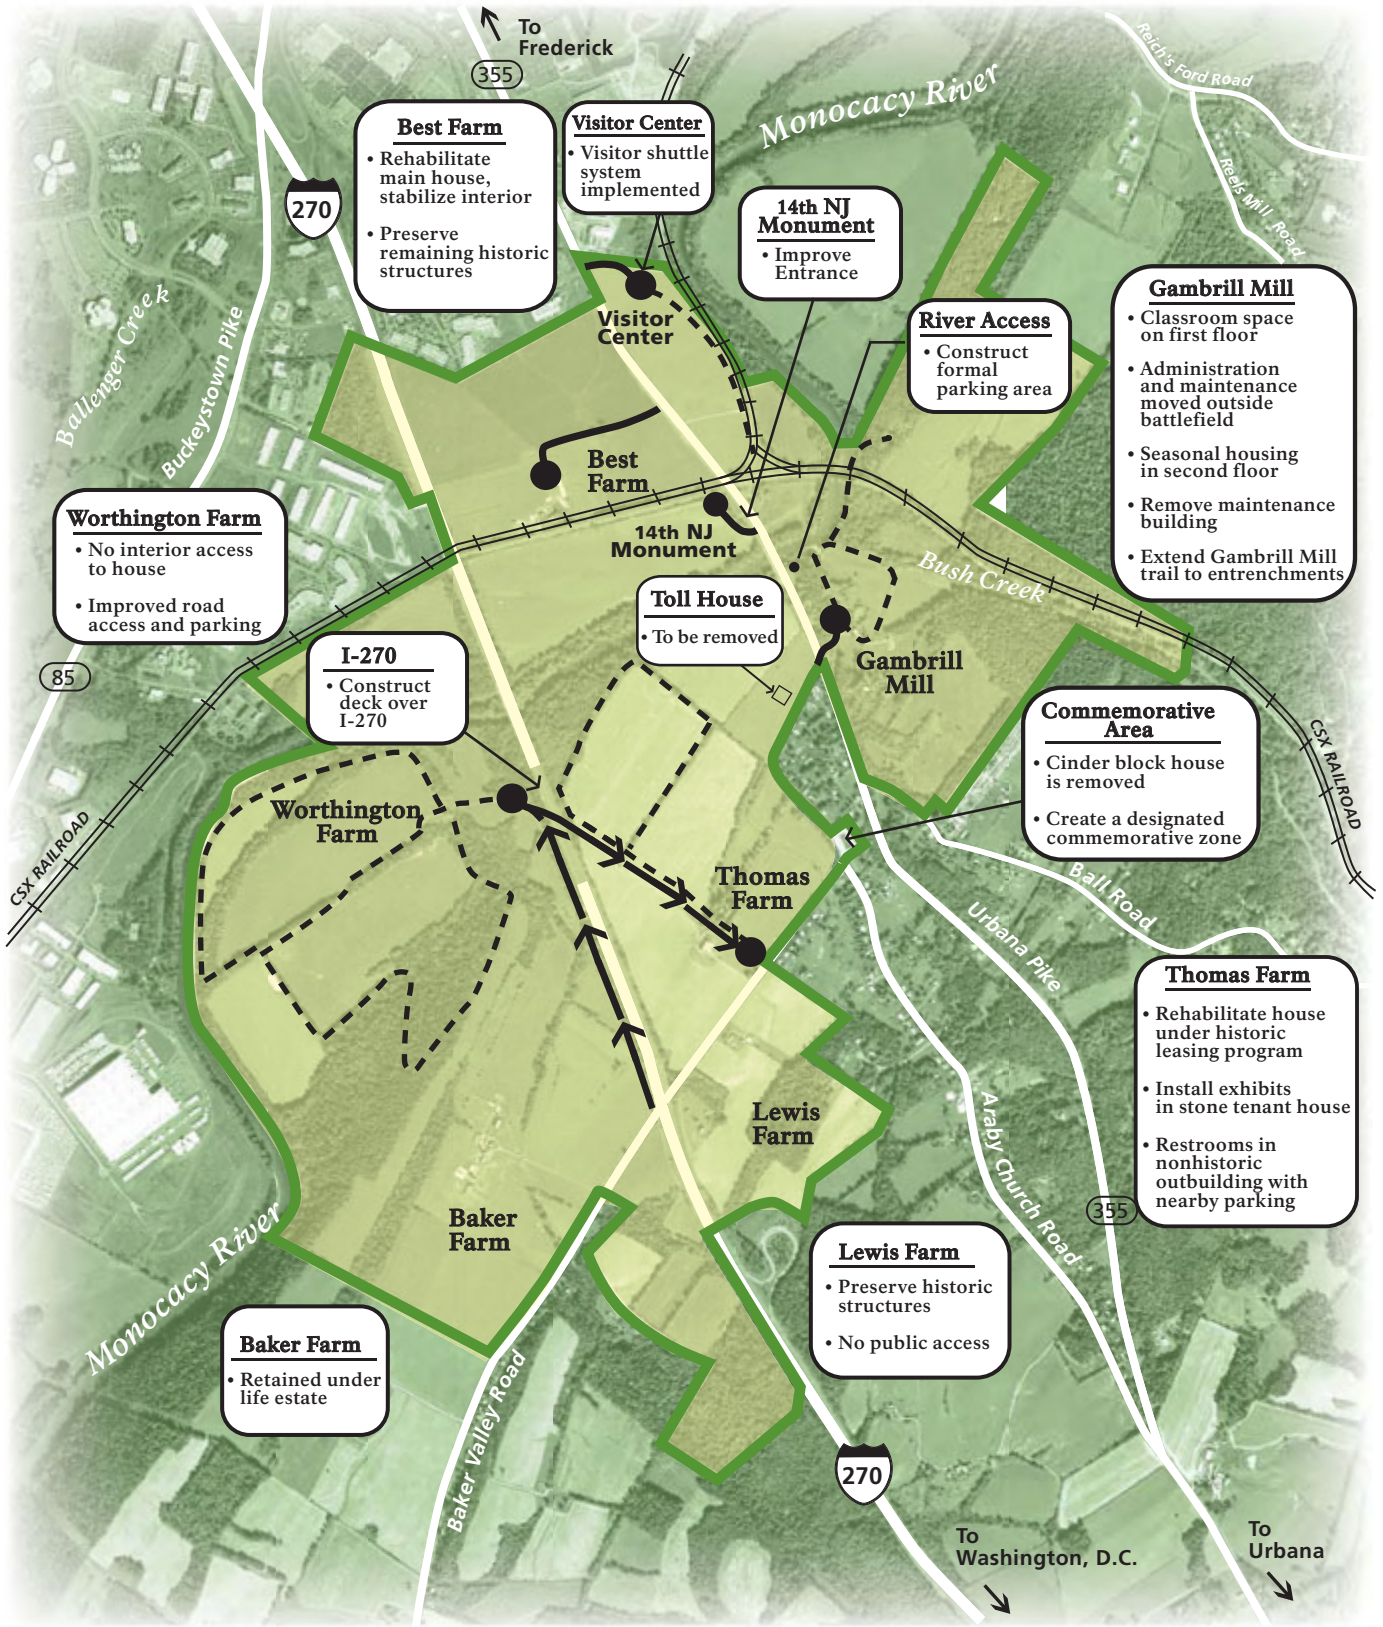 To
Frederick
355
Reich's Ford Road
Monocacy River
Reels Mill Road
270
Best Farm
• Rehabilitate
main house,
stabilize interior
• Preserve
remaining historic
structures
Visitor Center
• Visitor shuttle
system
implemented
14th NJ
Monument
• Improve
Entrance
River Access
• Construct
formal
parking area
Gambrill Mill
• Classroom space
on first floor
• Administration
and maintenance
moved outside
battlefield
• Seasonal housing
in second floor
• Remove maintenance
building
• Extend Gambrill Mill
trail to entrenchments
Ballenger Creek
Buckeystown Pike
Visitor
Center
Best
Farm
14th NJ
Monument
Bush Creek
Worthington Farm
• No interior access
to house
• Improved road
access and parking
85
Toll House
• To be removed
I-270
• Construct
deck over
I-270
Gambrill
Mill
Commemorative
Area
• Cinder block house
is removed
• Create a designated
commemorative zone
CSX RAILROAD
CSX RAILROAD
Worthington
Farm
Thomas
Farm
Ball Road
Urbana Pike
Thomas Farm
• Rehabilitate house
under historic
leasing program
• Install exhibits
in stone tenant house
• Restrooms in
nonhistoric
outbuilding with
nearby parking
Lewis
Farm
Araby Church Road
355
Baker
Farm
Monocacy River
Lewis Farm
• Preserve historic
structures
• No public access
Baker Farm
• Retained under
life estate
Baker Valley Road
270
To
Washington, D.C.
To
Urbana